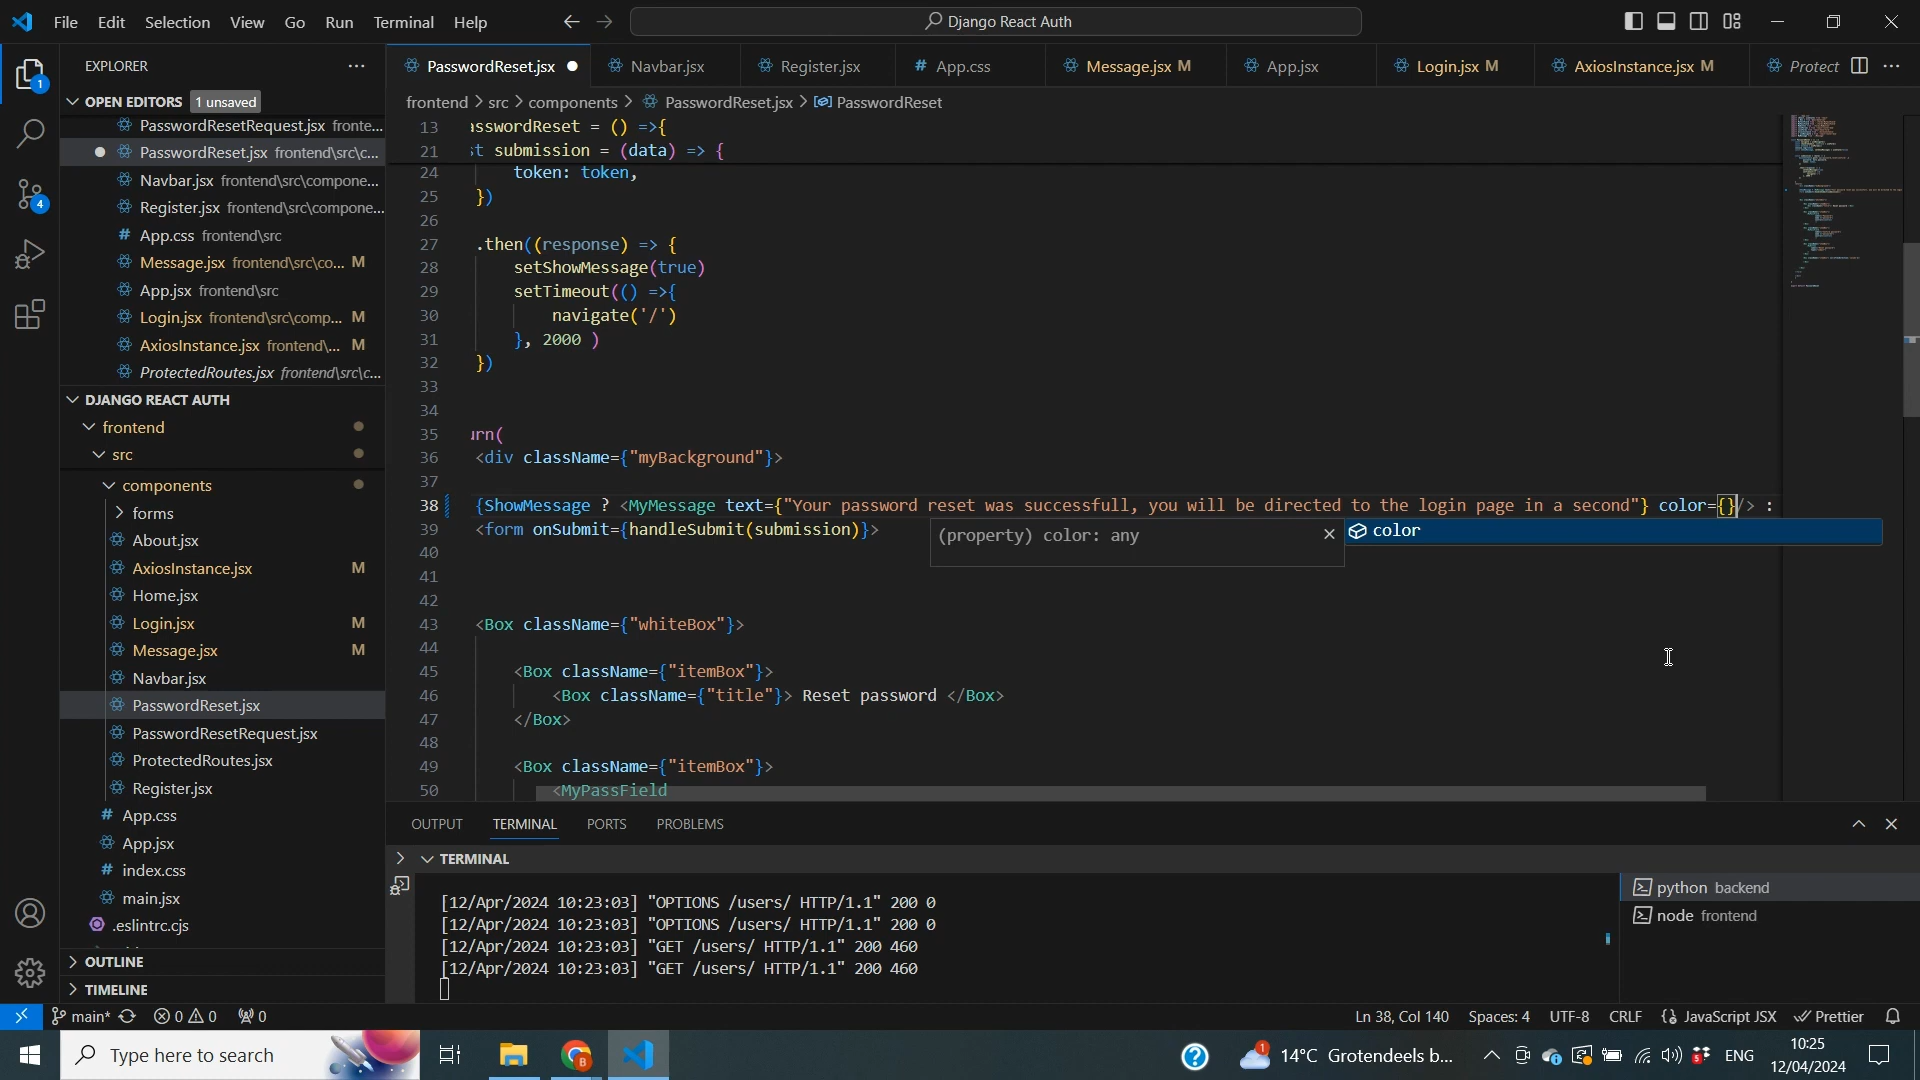 File Edit Selection View Go Run Terminal Help
Django React Auth
1
4
EXPLORER
OPEN EDITORS 1 unsaved
PasswordResetRequest.jsx fronte...
PasswordReset.jsx frontend\src\c...
Navbar.jsx frontend\src\compone...
Register.jsx frontend\src\compone...
App.css frontend\src
Message.jsx frontend\src\co... M
App.jsx frontend\src
Login.jsx frontend\src\comp... M
AxiosInstance.jsx frontend\... M
ProtectedRoutes.jsx frontend\src\c...
DJANGO REACT AUTH
frontend
src
components
forms
About.jsx
AxiosInstance.jsx M
Home.jsx
Login.jsx M
Message.jsx M
Navbar.jsx
PasswordReset.jsx
PasswordResetRequest.jsx
ProtectedRoutes.jsx
Register.jsx
App.css
App.jsx
index.css
main.jsx
.eslintrc.cjs
OUTLINE
TIMELINE
PasswordReset.jsx Navbar.jsx Register.jsx App.css Message.jsx M App.jsx Login.jsx M AxiosInstance.jsx M Protect
frontend > src > components > PasswordReset.jsx > PasswordReset
13 asswordReset = () =>{
21 st submission = (data) => {
24 token: token,
25 })
26
27 .then((response) => {
28 setShowMessage(true)
29 setTimeout(() =>{
30 navigate('/')
31 }, 2000 )
32 })
33
34
35 urn(
36 <div className={"myBackground"}>
37
38 {ShowMessage ? <MyMessage text={"Your password reset was successfull, you will be directed to the login page in a second"} color={}/> :
39 <form onSubmit={handleSubmit(submission)}>
(property) color: any
color
40
41
42
43 <Box className={"whiteBox"}>
44
45 <Box className={"itemBox"}>
46 <Box className={"title"}> Reset password </Box>
47 </Box>
48
49 <Box className={"itemBox"}>
50 <MyPassField
OUTPUT TERMINAL PORTS PROBLEMS
TERMINAL
[12/Apr/2024 10:23:03] "OPTIONS /users/ HTTP/1.1" 200 0
[12/Apr/2024 10:23:03] "OPTIONS /users/ HTTP/1.1" 200 0
[12/Apr/2024 10:23:03] "GET /users/ HTTP/1.1" 200 460
[12/Apr/2024 10:23:03] "GET /users/ HTTP/1.1" 200 460
python backend
node frontend
main* 0 0 0
Ln 38, Col 140 Spaces: 4 UTF-8 CRLF JavaScript JSX Prettier
Type here to search
1 14°C Grotendeels b... ENG
10:25
12/04/2024